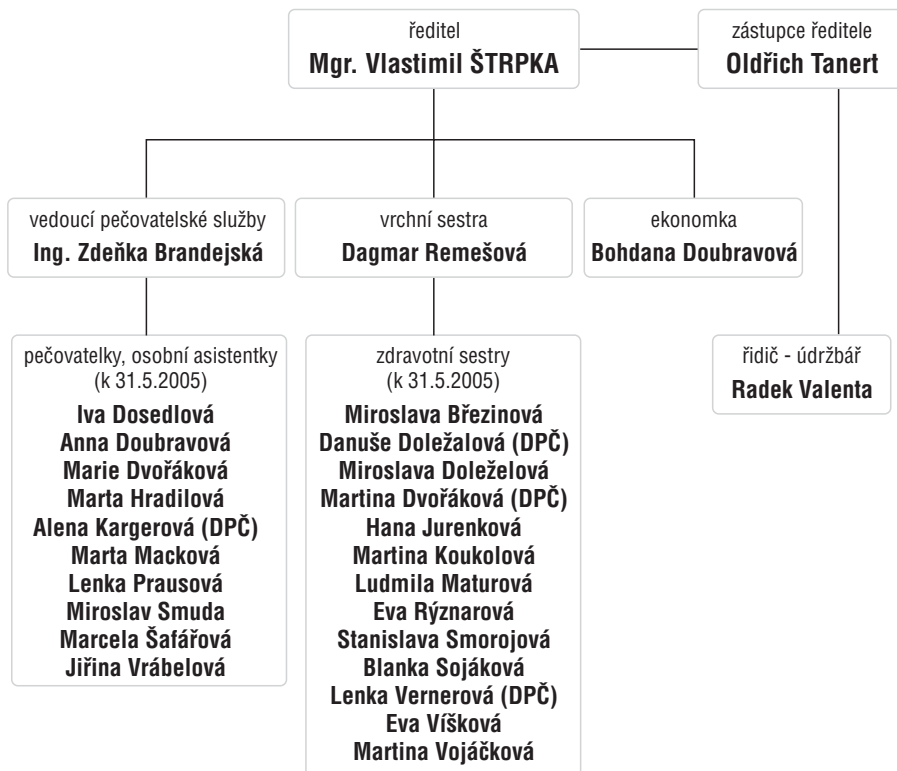 ředitel
Mgr. Vlastimil ŠTRPKA
zástupce ředitele
Oldřich Tanert
vedoucí pečovatelské služby
Ing. Zdeňka Brandejská
vrchní sestra
Dagmar Remešová
ekonomka
Bohdana Doubravová
pečovatelky, osobní asistentky
(k 31.5.2005)
Iva Dosedlová
Anna Doubravová
Marie Dvořáková
Marta Hradilová
Alena Kargerová (DPČ)
Marta Macková
Lenka Prausová
Miroslav Smuda
Marcela Šafářová
Jiřina Vrábelová
zdravotní sestry
(k 31.5.2005)
Miroslava Březinová
Danuše Doležalová (DPČ)
Miroslava Doleželová
Martina Dvořáková (DPČ)
Hana Jurenková
Martina Koukolová
Ludmila Maturová
Eva Rýznarová
Stanislava Smorojová
Blanka Sojáková
Lenka Vernerová (DPČ)
Eva Víšková
Martina Vojáčková
řidič - údržbář
Radek Valenta